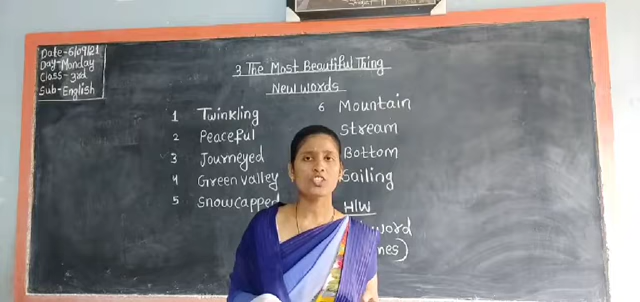 Date-6/09/21
Day-Monday
Class-3rd
Sub-English
3 The Most Beautiful Thing
New words
1 Twinkling
2 Peaceful
3 Journeyed
4 Green valley
5 Snowcapped
6 Mountain
Stream
Bottom
Sailing
H/W
word